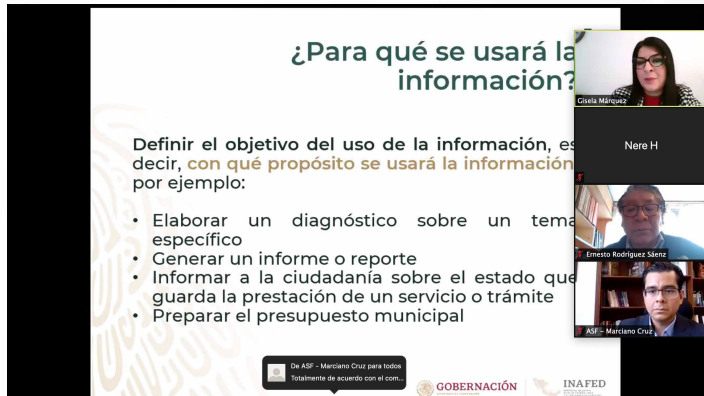 ¿Para qué se usará la
información?
Definir el objetivo del uso de la información, es
decir, con qué propósito se usará la información
por ejemplo:
• Elaborar un diagnóstico sobre un tema
específico
• Generar un informe o reporte
• Informar a la ciudadanía sobre el estado que
guarda la prestación de un servicio o trámite
• Preparar el presupuesto municipal
Gisela Márquez
Nere H
Ernesto Rodríguez Sáenz
ASF - Marciano Cruz
De ASF - Marciano Cruz para todos
Totalmente de acuerdo con el com...
GOBERNACIÓN
INAFED